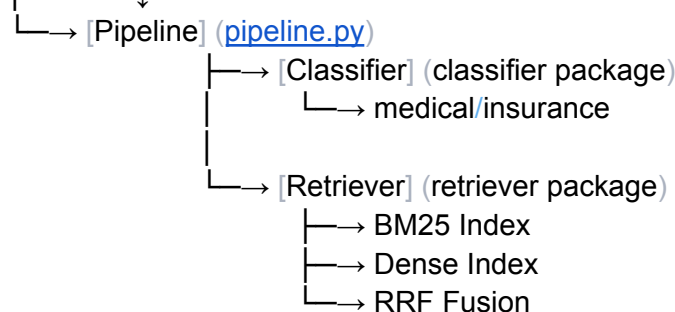 [Pipeline] (pipeline.py)
[Classifier] (classifier package)
medical/insurance
[Retriever] (retriever package)
BM25 Index
Dense Index
RRF Fusion